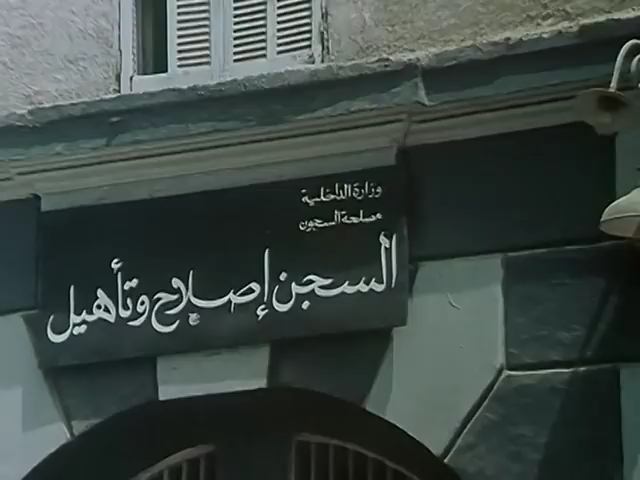 وزارة الداخلية
مصلحة السجون
السجن إصلاح وتأهيل